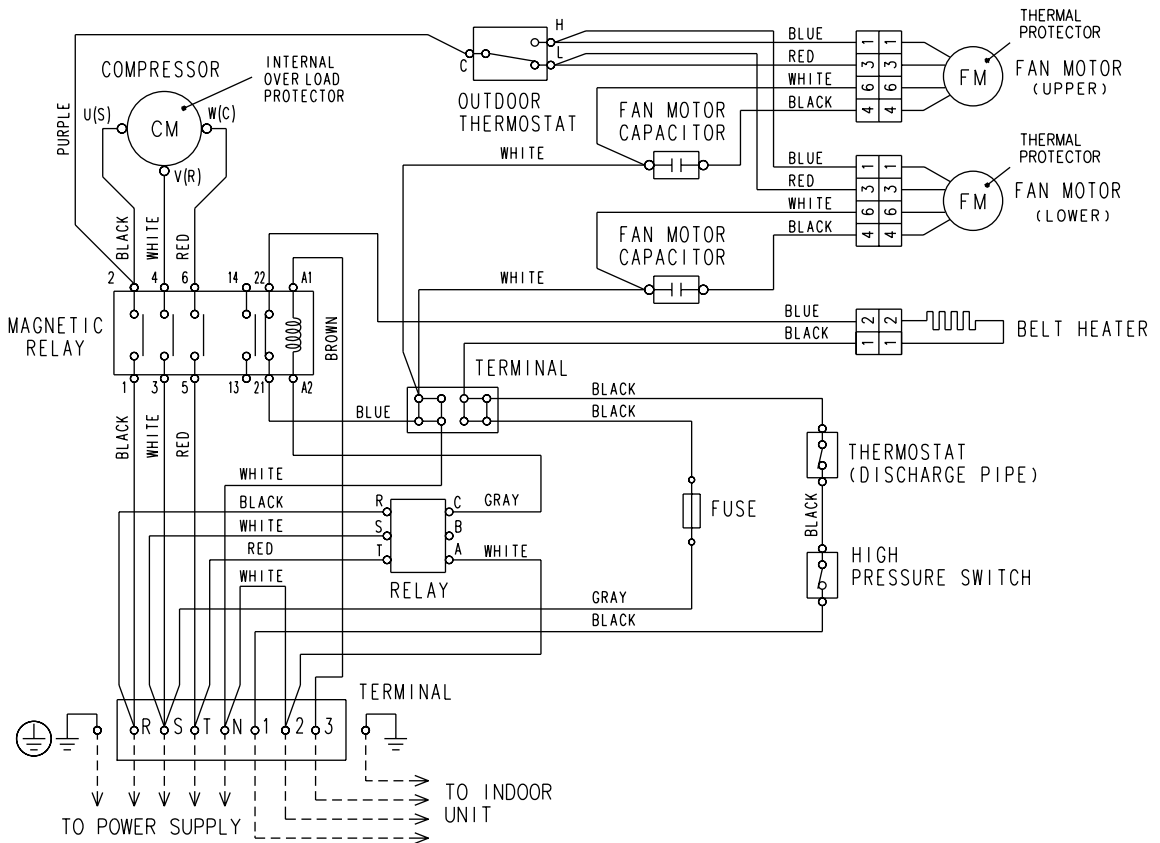 H
THERMAL
PROTECTOR
BLUE
1 1
FAN MOTOR
(UPPER)
FM
RED
3 3
L
C
WHITE
6 6
BLACK
4 4
OUTDOOR
THERMOSTAT
COMPRESSOR
INTERNAL
OVER LOAD
PROTECTOR
PURPLE
U(S)
CM
W(C)
V(R)
FAN MOTOR
CAPACITOR
WHITE
THERMAL
PROTECTOR
BLUE
1 1
RED
3 3
FM
FAN MOTOR
(LOWER)
WHITE
6 6
BLACK
4 4
FAN MOTOR
CAPACITOR
WHITE
BLACK
WHITE
RED
2 4 6 14 22 A1
MAGNETIC
RELAY
BROWN
BLUE
2 2
BLACK
1 1
BELT HEATER
1 3 5 13 21 A2
TERMINAL
BLACK
BLACK
BLUE
BLACK
WHITE
RED
THERMOSTAT
(DISCHARGE PIPE)
WHITE
BLACK
R
C
GRAY
FUSE
BLACK
WHITE
S
B
RED
T
A
WHITE
HIGH
PRESSURE SWITCH
WHITE
RELAY
GRAY
BLACK
TERMINAL
R S T N 1 2 3
TO INDOOR
UNIT
TO POWER SUPPLY